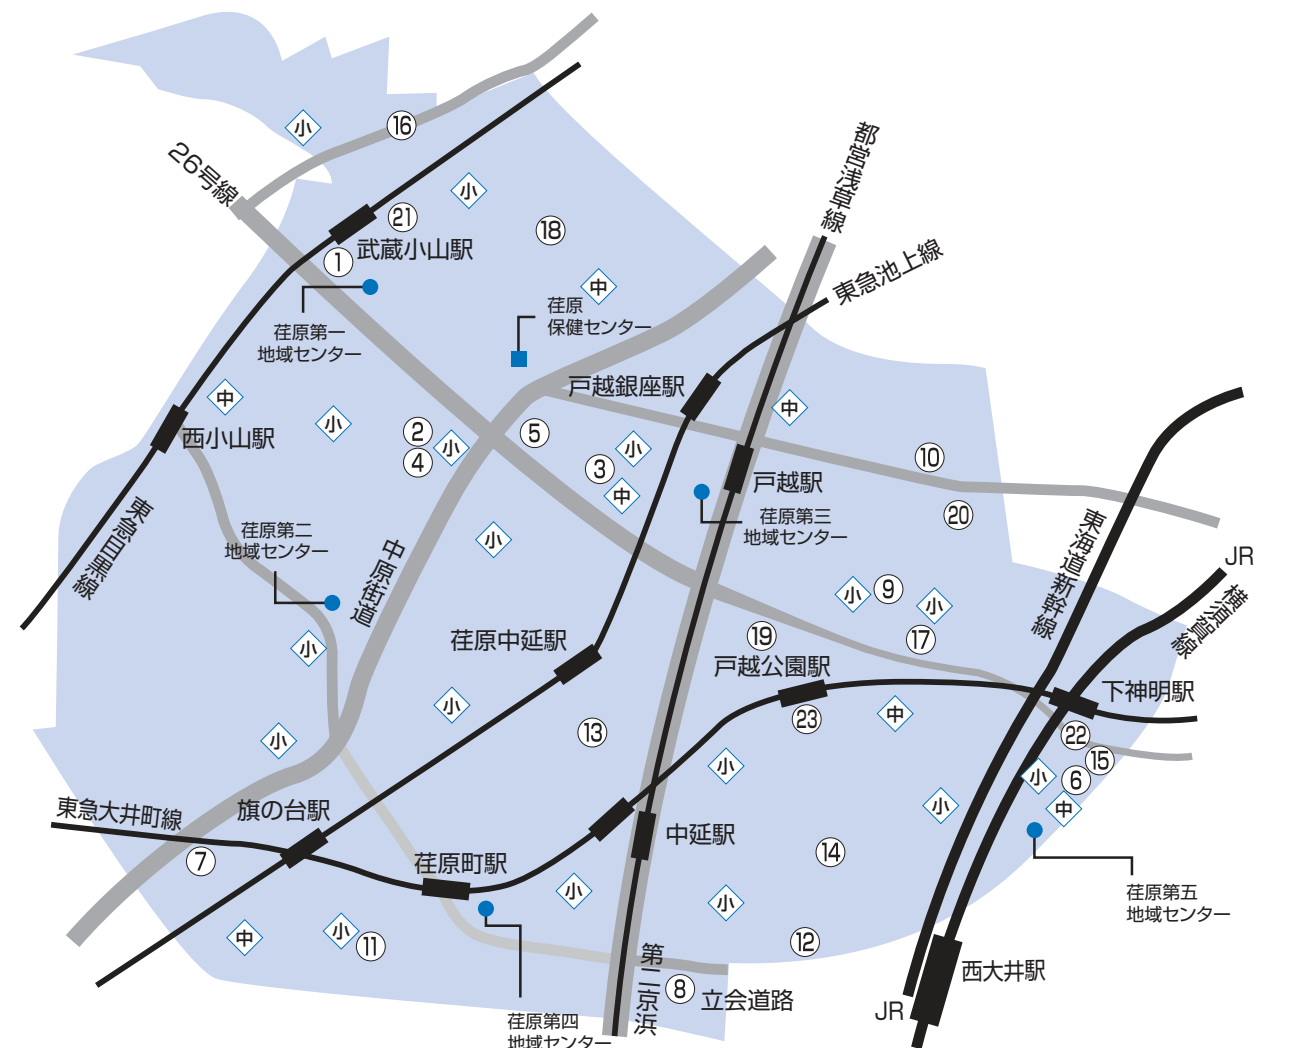 小
⑯
26号線
小
㉑
⑱
武蔵小山駅
①
都営浅草線
東急池上線
中
荏原
保健センター
荏原第一
地域センター
戸越銀座駅
中
小
西小山駅
②
④
小
⑤
中
③
小
中
戸越駅
⑩
⑳
荏原第三
地域センター
東急目黒線
荏原第二
地域センター
中原街道
小
東海道新幹線
JR
横須賀線
小
⑨
小
⑰
小
荏原中延駅
⑲
戸越公園駅
下神明駅
小
⑬
㉓
中
㉒
⑮
小
⑥
中
小
小
小
東急大井町線
旗の台駅
中延駅
⑦
荏原町駅
⑭
荏原第五
地域センター
小
小
中
小
⑪
⑫
第二京浜
⑧
立会道路
西大井駅
JR
荏原第四
地域センター